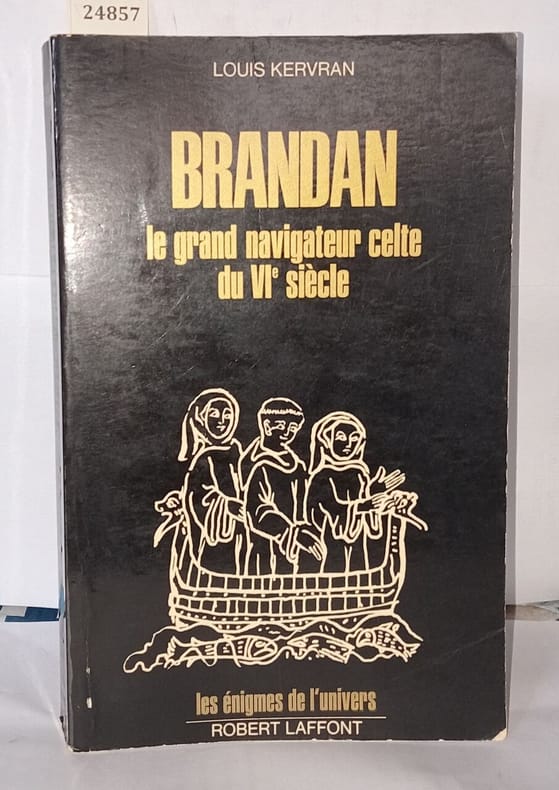 24857
LOUIS KERVRAN
BRANDAN
le grand navigateur celte
du VIe siècle
les énigmes de l'univers
ROBERT LAFFONT